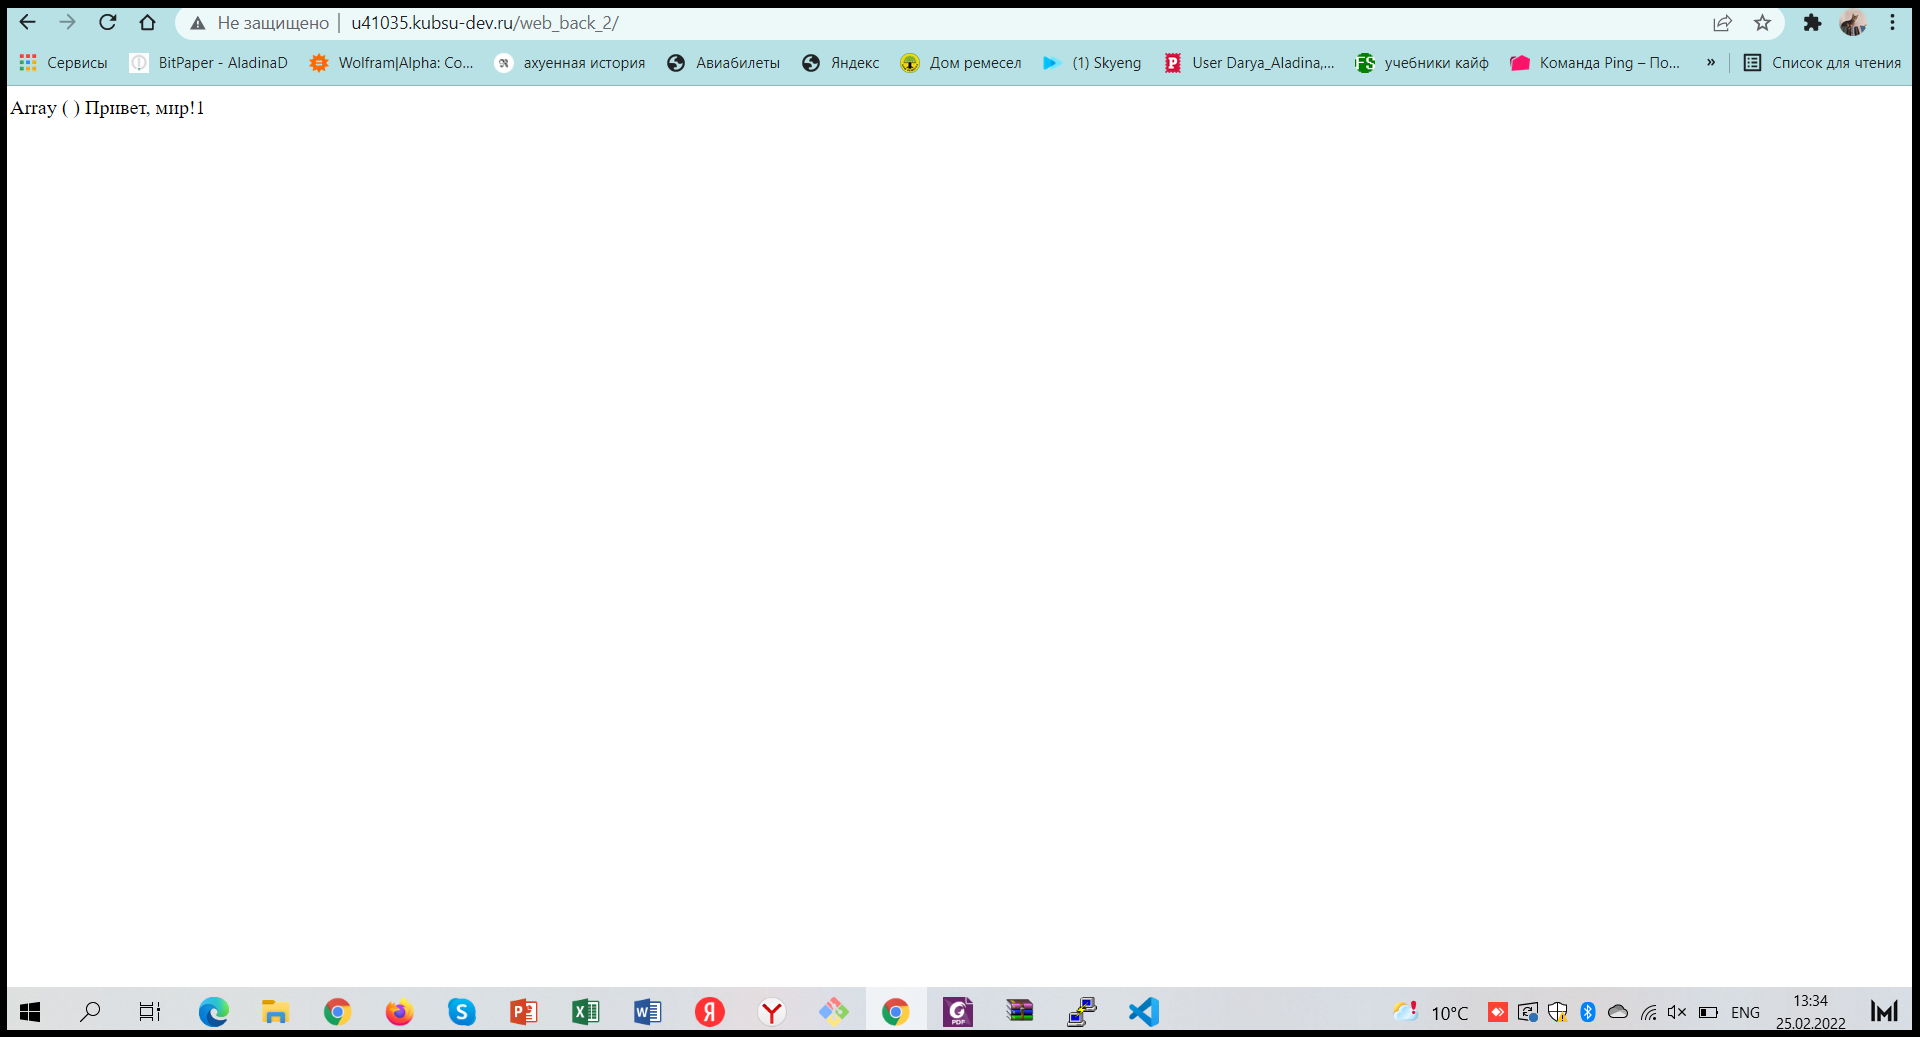 Не защищено | u41035.kubsu-dev.ru/web_back_2/
Сервисы BitPaper - AladinaD Wolfram|Alpha: Co... ахуенная история Авиабилеты Яндекс Дом ремесел (1) Skyeng User Darya_Aladina,... FS учебники кайф Команда Ping – По... » Список для чтения
Array ( ) Привет, мир!1
10°C ENG 13:34
25.02.2022